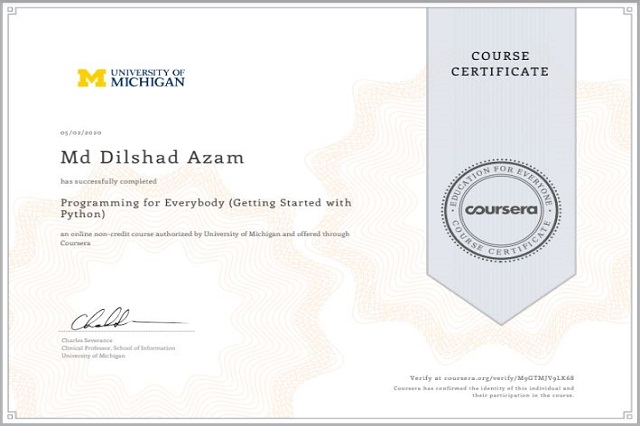 UNIVERSITY OF
MICHIGAN
COURSE
CERTIFICATE
05/02/2020
Md Dilshad Azam
has successfully completed
Programming for Everybody (Getting Started with
Python)
an online non-credit course authorized by University of Michigan and offered through
Coursera
EDUCATION FOR EVERYONE
coursera
COURSE CERTIFICATE
Charles Severance
Clinical Professor, School of Information
University of Michigan
Verify at coursera.org/verify/M9GTMJV9LK68
Coursera has confirmed the identity of this individual and
their participation in the course.